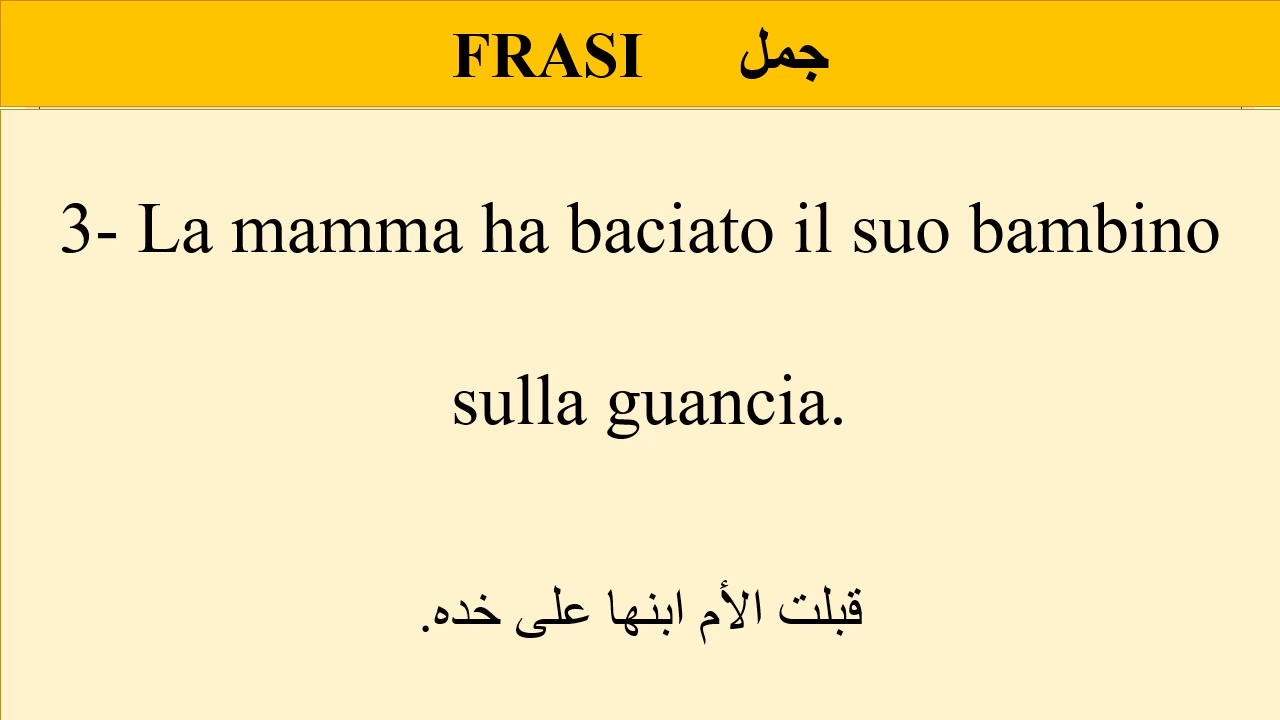 FRASI جمل
3- La mamma ha baciato il suo bambino
sulla guancia.
قبلت الأم ابنها على خده.